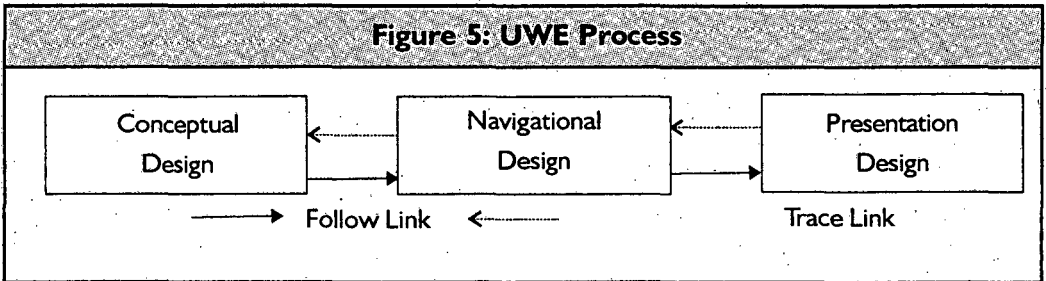 Figure 5: UWE Process
Conceptual
Design
Navigational
Design
Presentation
Design
Follow Link
Trace Link